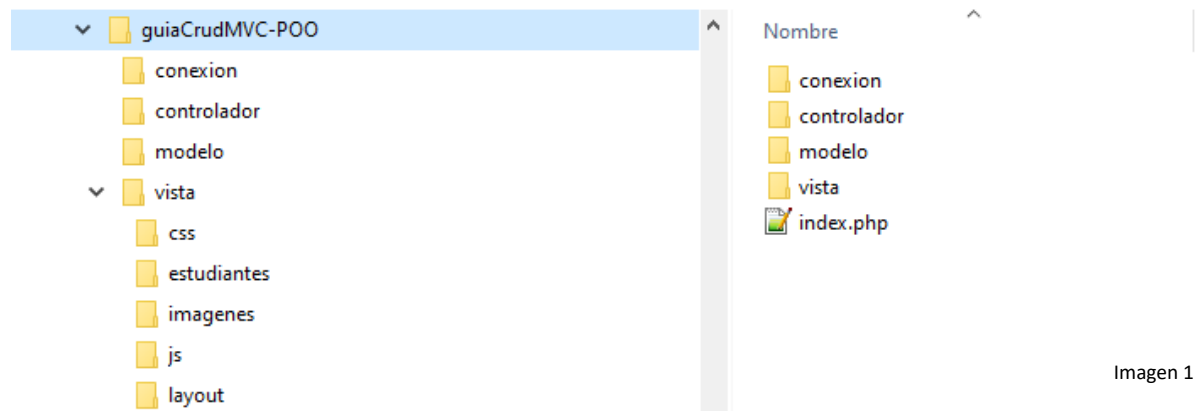 guiaCrudMVC-POO
conexion
controlador
modelo
vista
css
estudiantes
imagenes
js
layout
Nombre
conexion
controlador
modelo
vista
index.php
Imagen 1